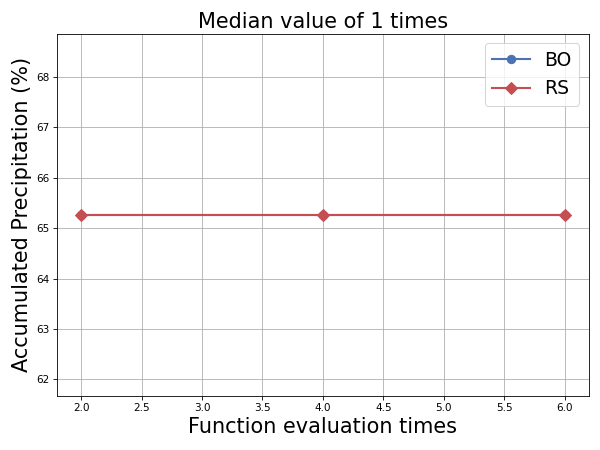 Median value of 1 times
Accumulated Precipitation (%)
68
67
66
65
64
63
62
BO
RS
2.0 2.5 3.0 3.5 4.0 4.5 5.0 5.5 6.0
Function evaluation times